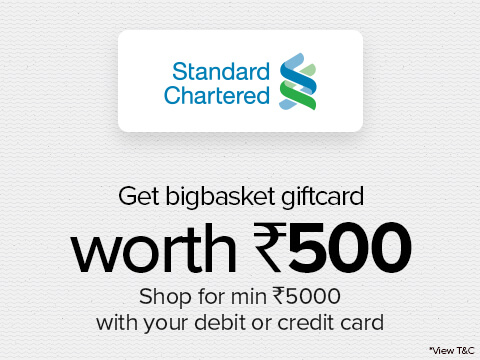 Standard
Chartered
Get bigbasket giftcard
worth ₹500
Shop for min ₹5000
with your debit or credit card
*View T&C